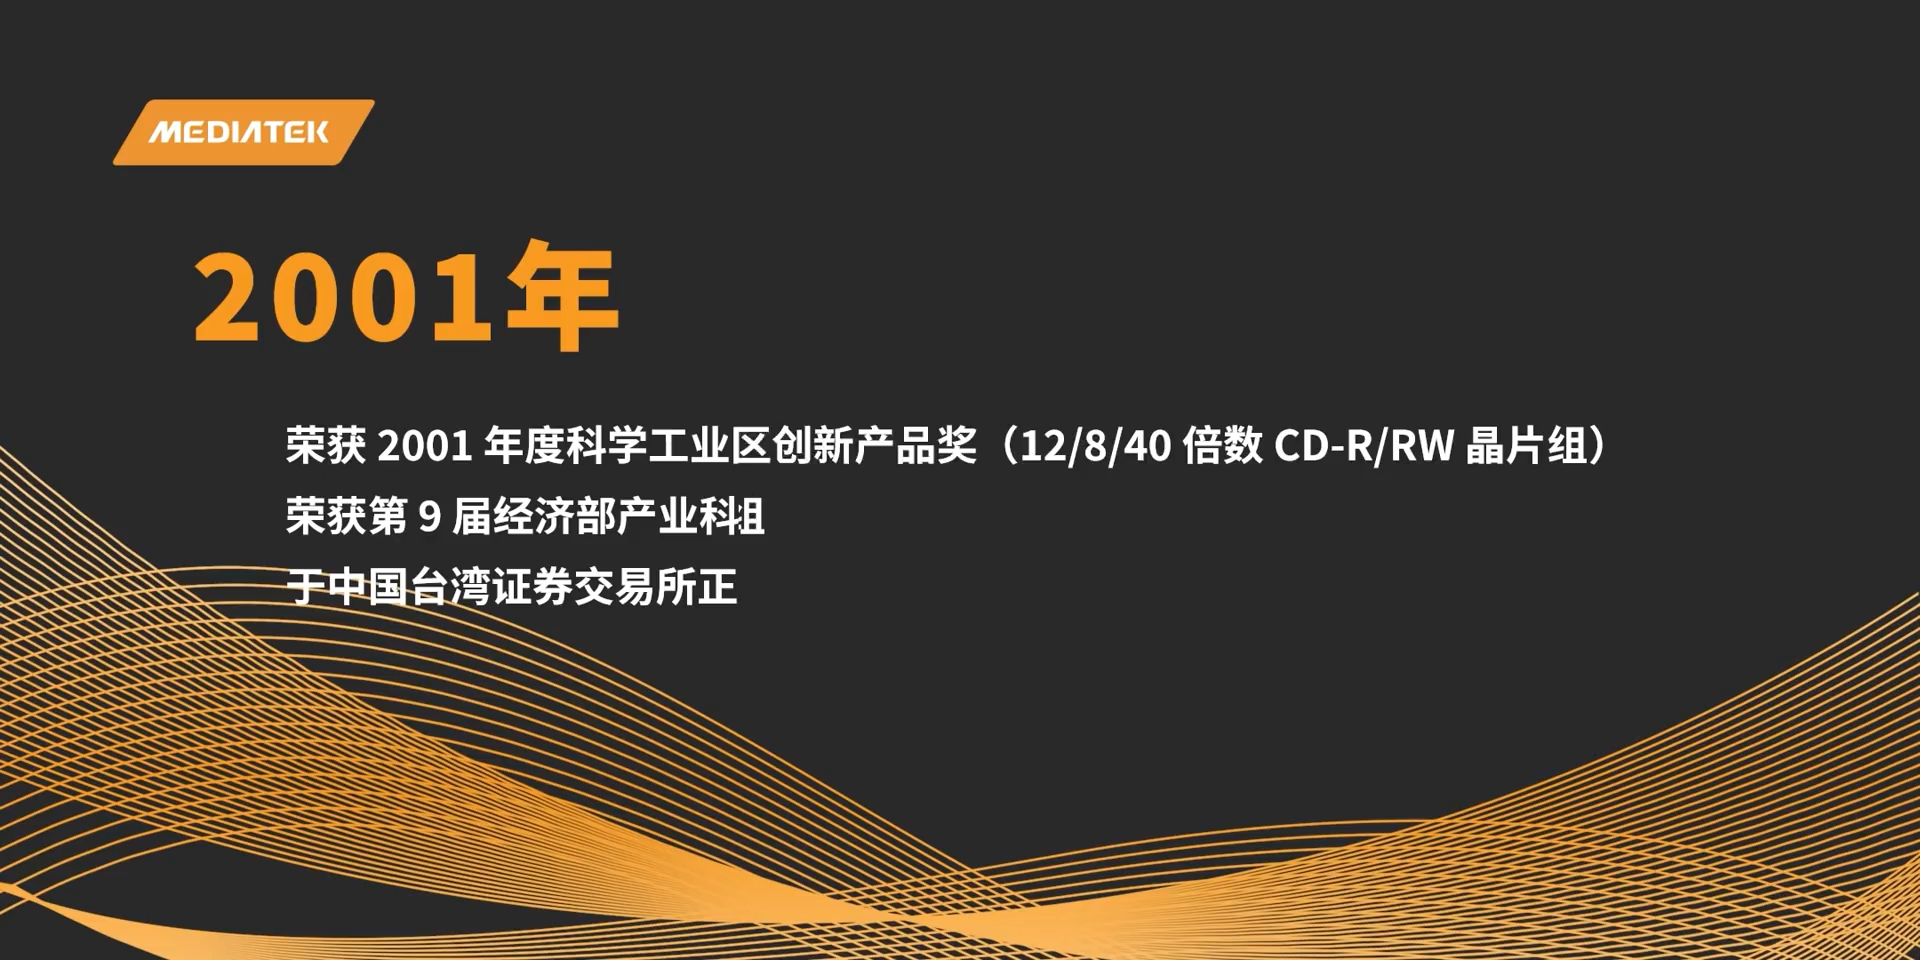 MEDIATEK
2001年
荣获 2001 年度科学工业区创新产品奖（12/8/40 倍数 CD-R/RW 晶片组）
荣获第 9 届经济部产业科
于中国台湾证券交易所正